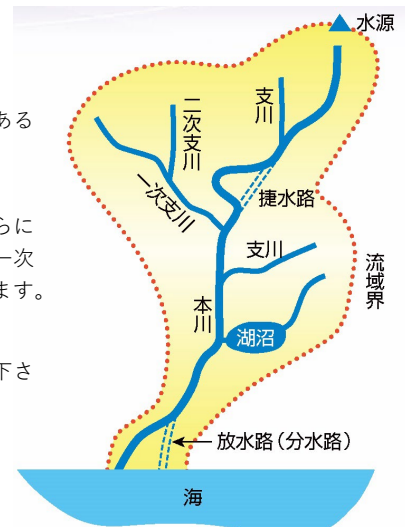 水源
ある
二次支川
支川
一次支川
捷水路
らに
一次
ます。
支川
流域界
本川
湖沼
下さ
放水路(分水路)
海